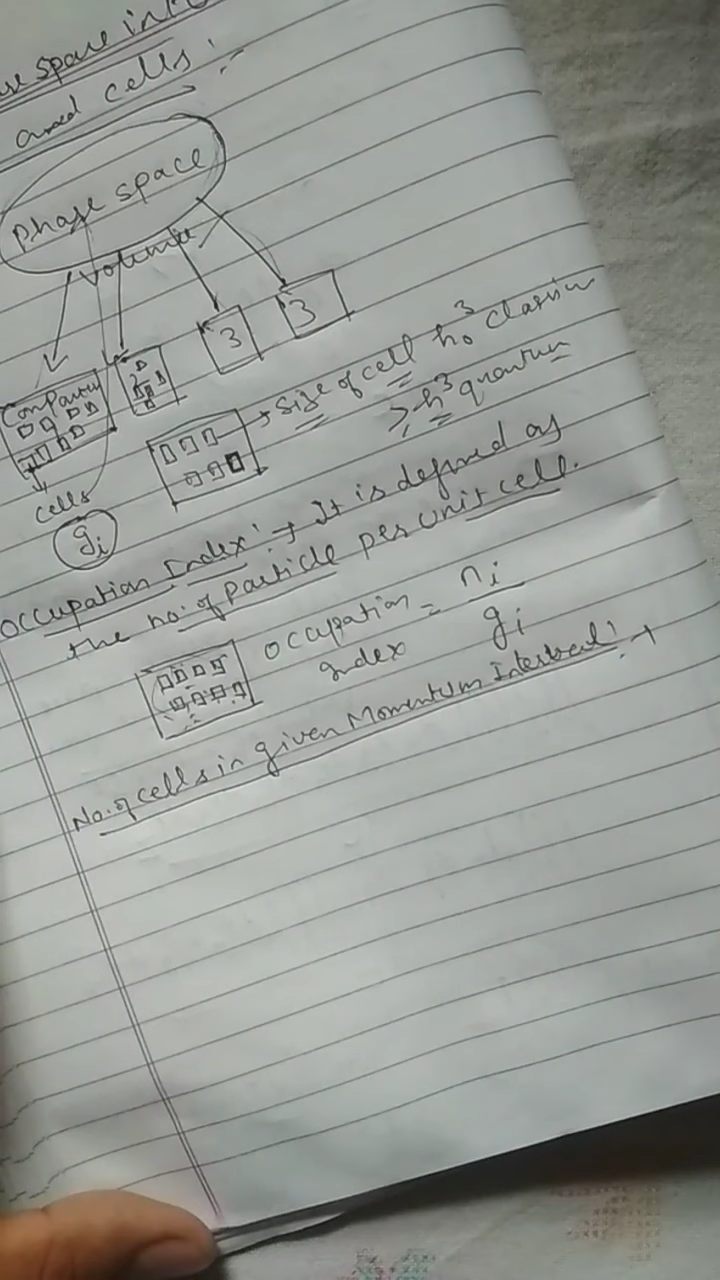 Space in
and cells :-
phase space
volume
3
3
Compartm
cells
gi
→ size of cell h₀³ classi
≥ h³ quantum
Occupation Index :→ It is defined as
the no. of particle per unit cell.
Occupation Index = ni/gi
No. of cells in given Momentum Interval :→